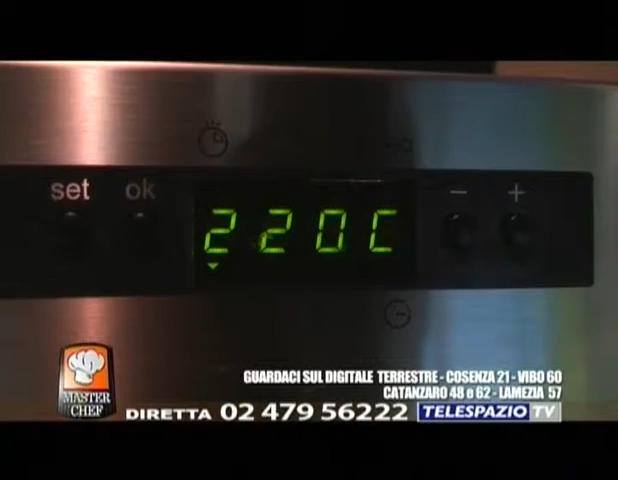 set ok − +
220C
GUARDACI SUL DIGITALE TERRESTRE - COSENZA 21 - VIBO 60
CATANZARO 48 e 62 - LAMEZIA 57
MASTER
CHEF
DIRETTA 02 479 56222 TELESPAZIO TV